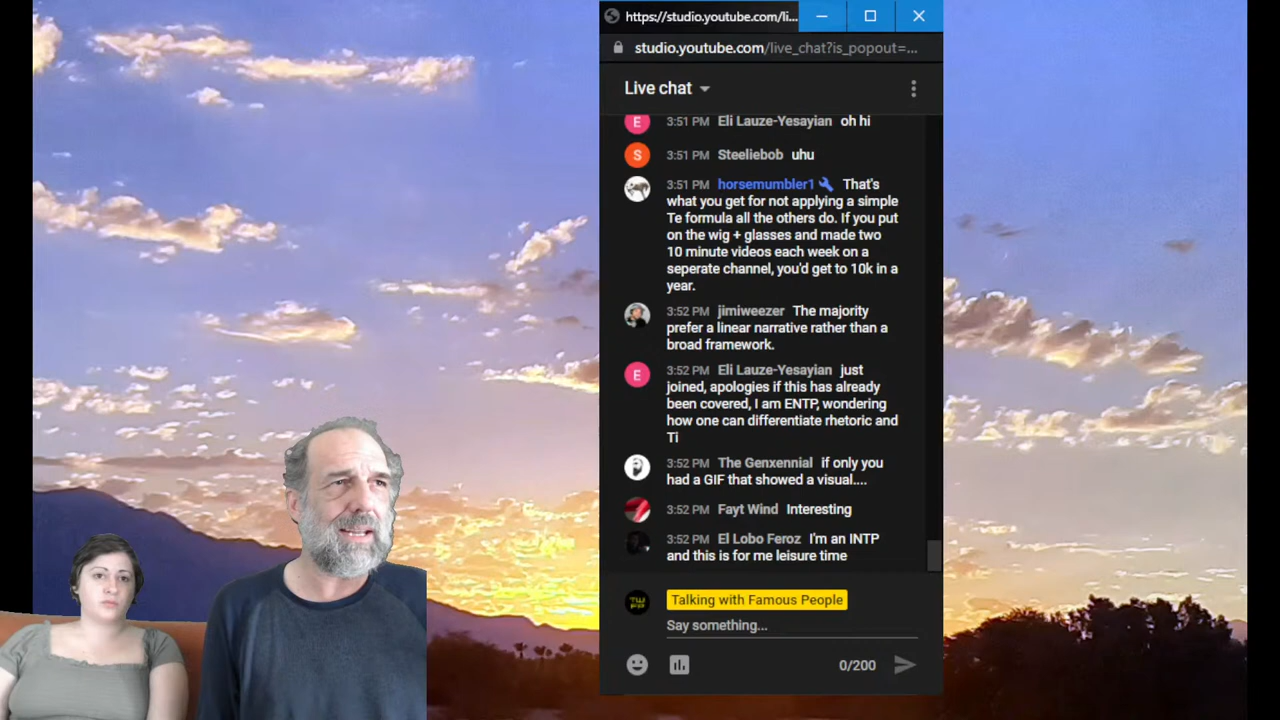 https://studio.youtube.com/li...
studio.youtube.com/live_chat?is_popout=...
Live chat
E
3:51 PM Eli Lauze-Yesayian oh hi
S
3:51 PM Steeliebob uhu
3:51 PM horsemumbler1 That's
what you get for not applying a simple
Te formula all the others do. If you put
on the wig + glasses and made two
10 minute videos each week on a
seperate channel, you'd get to 10k in a
year.
3:52 PM jimiweezer The majority
prefer a linear narrative rather than a
broad framework.
E
3:52 PM Eli Lauze-Yesayian just
joined, apologies if this has already
been covered, I am ENTP, wondering
how one can differentiate rhetoric and
Ti
3:52 PM The Genxennial if only you
had a GIF that showed a visual....
3:52 PM Fayt Wind Interesting
3:52 PM El Lobo Feroz I'm an INTP
and this is for me leisure time
Talking with Famous People
Say something...
0/200